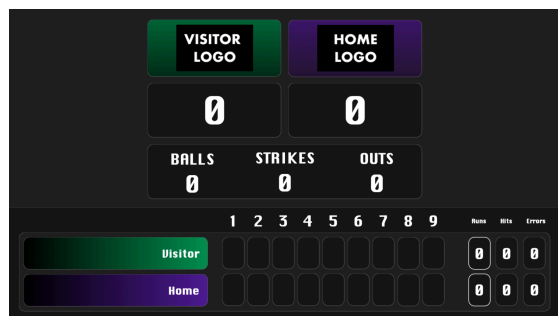 VISITOR LOGO
HOME LOGO
0 0
BALLS STRIKES OUTS
0 0 0
1 2 3 4 5 6 7 8 9 Runs Hits Errors
Visitor 0 0 0
Home 0 0 0